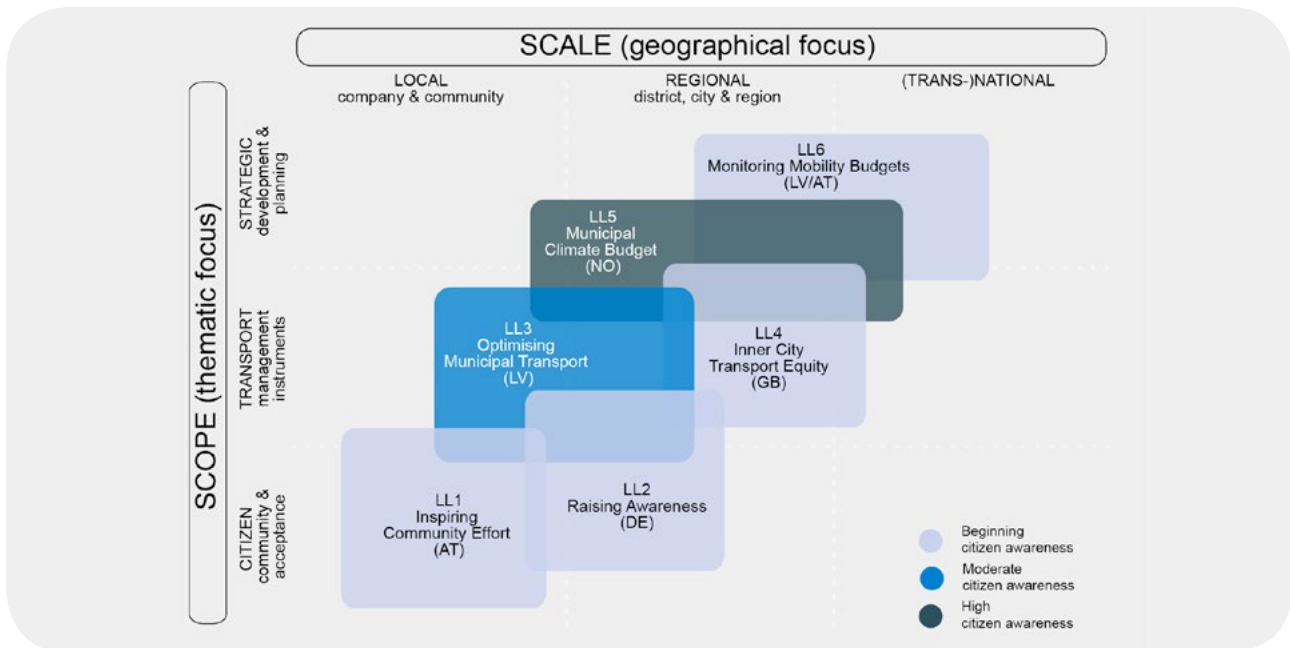 SCALE (geographical focus)
LOCAL
company & community
REGIONAL
district, city & region
(TRANS-)NATIONAL
SCOPE (thematic focus)
STRATEGIC
development &
planning
TRANSPORT
management
instruments
CITIZEN
community &
acceptance
LL6
Monitoring Mobility Budgets
(LV/AT)
LL5
Municipal
Climate Budget
(NO)
LL3
Optimising
Municipal Transport
(LV)
LL4
Inner City
Transport Equity
(GB)
LL1
Inspiring
Community Effort
(AT)
LL2
Raising Awareness
(DE)
Beginning
citizen awareness
Moderate
citizen awareness
High
citizen awareness